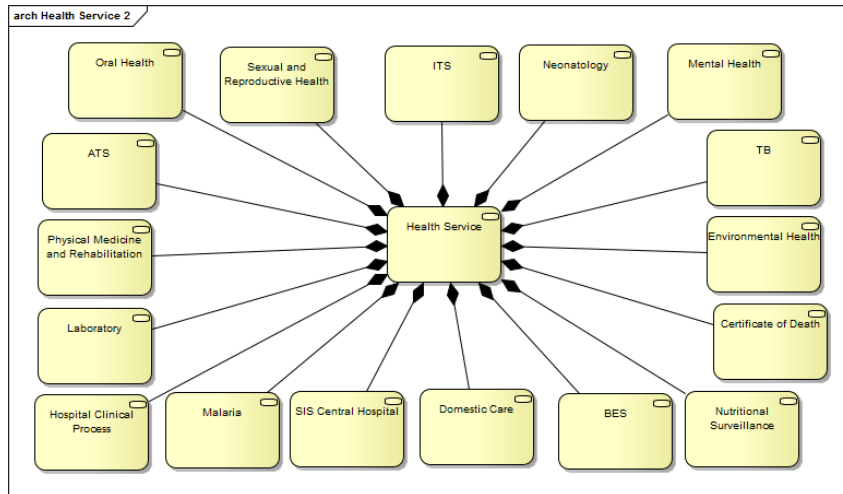 arch Health Service 2
Oral Health
Sexual and
Reproductive Health
ITS
Neonatology
Mental Health
ATS
TB
Health Service
Physical Medicine
and Rehabilitation
Environmental Health
Laboratory
Certificate of Death
Hospital Clinical
Process
Malaria
SIS Central Hospital
Domestic Care
BES
Nutritional
Surveillance